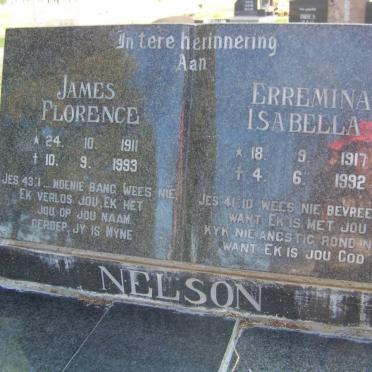 In tere herinnering
Aan
JAMES
FLORENCE
* 24. 10. 1911
† 10. 9. 1993
JES 43:1... MOENIE BANG WEES NIE,
EK VERLOS JOU, EK HET
JOU OP JOU NAAM
GEROEP, JY IS MYNE
ERREMINA
ISABELLA
* 18. 9. 1917
† 4. 6. 1992
JES 41:10 WEES NIE BEVREE
WANT EK IS MET JOU
KYK NIE ANGSTIG ROND N
WANT EK IS JOU GOD
NELSON